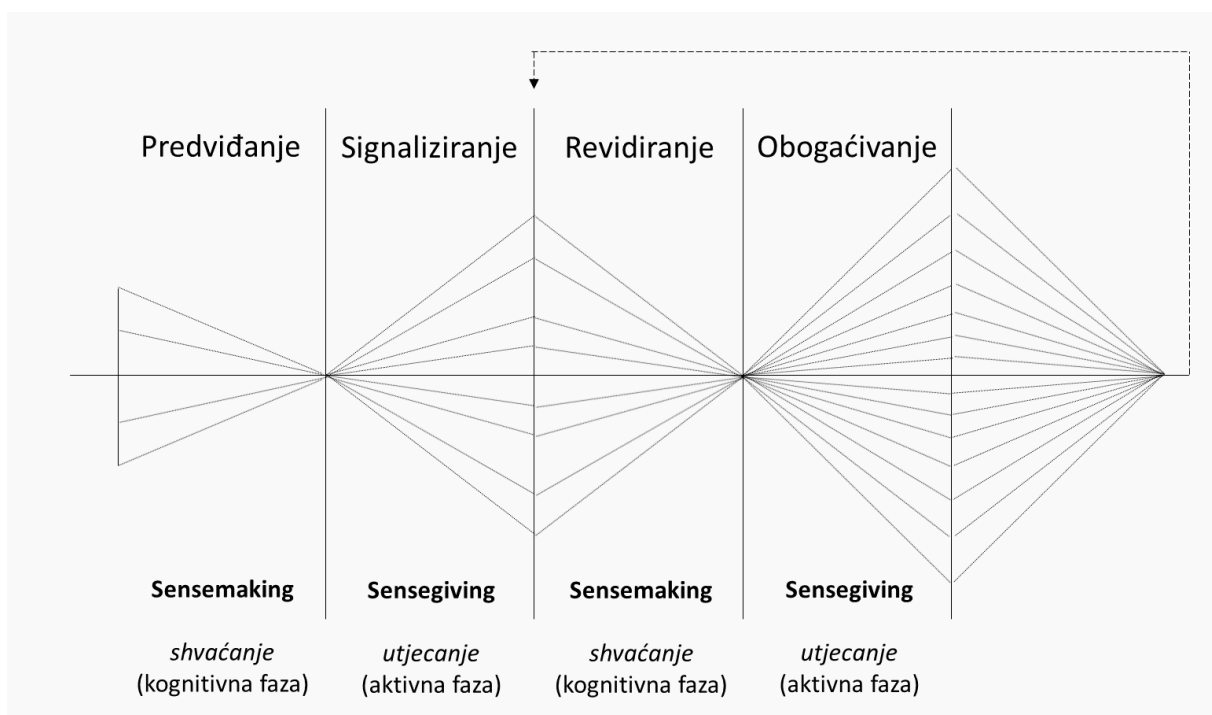 Predviđanje
Signaliziranje
Revidiranje
Obogaćivanje
Sensemaking
Sensegiving
Sensemaking
Sensegiving
shvaćanje
(kognitivna faza)
utjecanje
(aktivna faza)
shvaćanje
(kognitivna faza)
utjecanje
(aktivna faza)